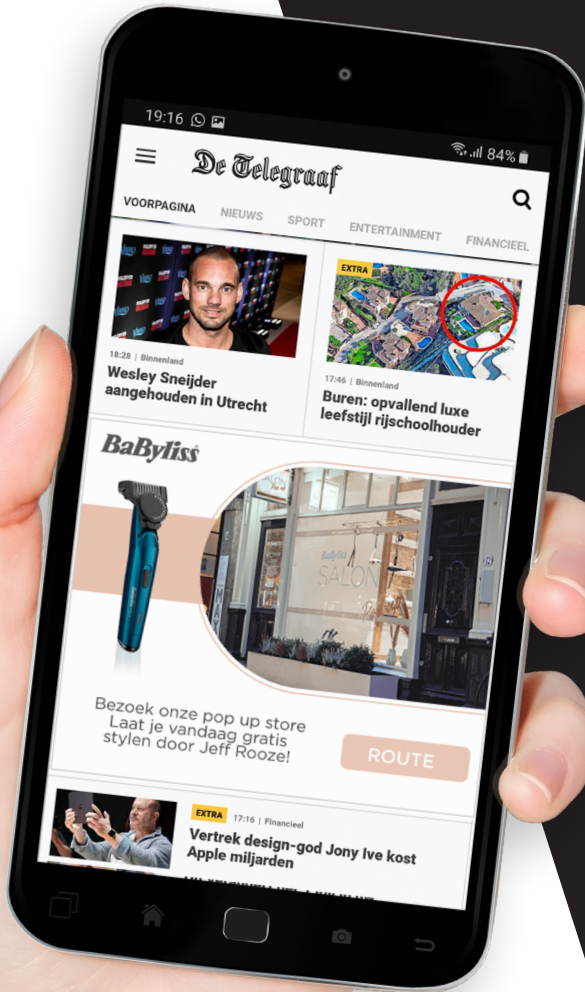 19:16
84%
De Telegraaf
VOORPAGINA NIEUWS SPORT ENTERTAINMENT FINANCIEEL
18:28 | Binnenland
Wesley Sneijder
aangehouden in Utrecht
EXTRA
17:46 | Binnenland
Buren: opvallend luxe
leefstijl rijschoolhouder
BaByliss
BaByliss
SALON
Bezoek onze pop up store
Laat je vandaag gratis
stylen door Jeff Rooze!
ROUTE
EXTRA 17:16 | Financieel
Vertrek design-god Jony Ive kost
Apple miljarden